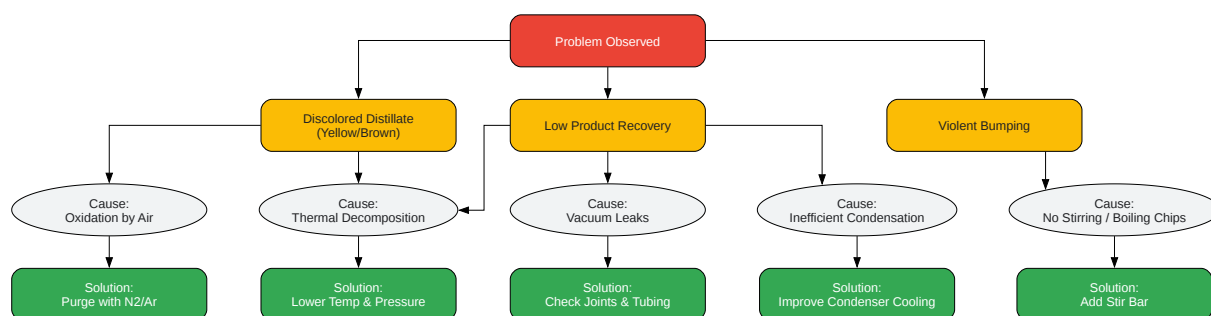 Problem Observed
Discolored Distillate
(Yellow/Brown)
Low Product Recovery
Violent Bumping
Cause:
Oxidation by Air
Cause:
Thermal Decomposition
Cause:
Vacuum Leaks
Cause:
Inefficient Condensation
Cause:
No Stirring / Boiling Chips
Solution:
Purge with N2/Ar
Solution:
Lower Temp & Pressure
Solution:
Check Joints & Tubing
Solution:
Improve Condenser Cooling
Solution:
Add Stir Bar